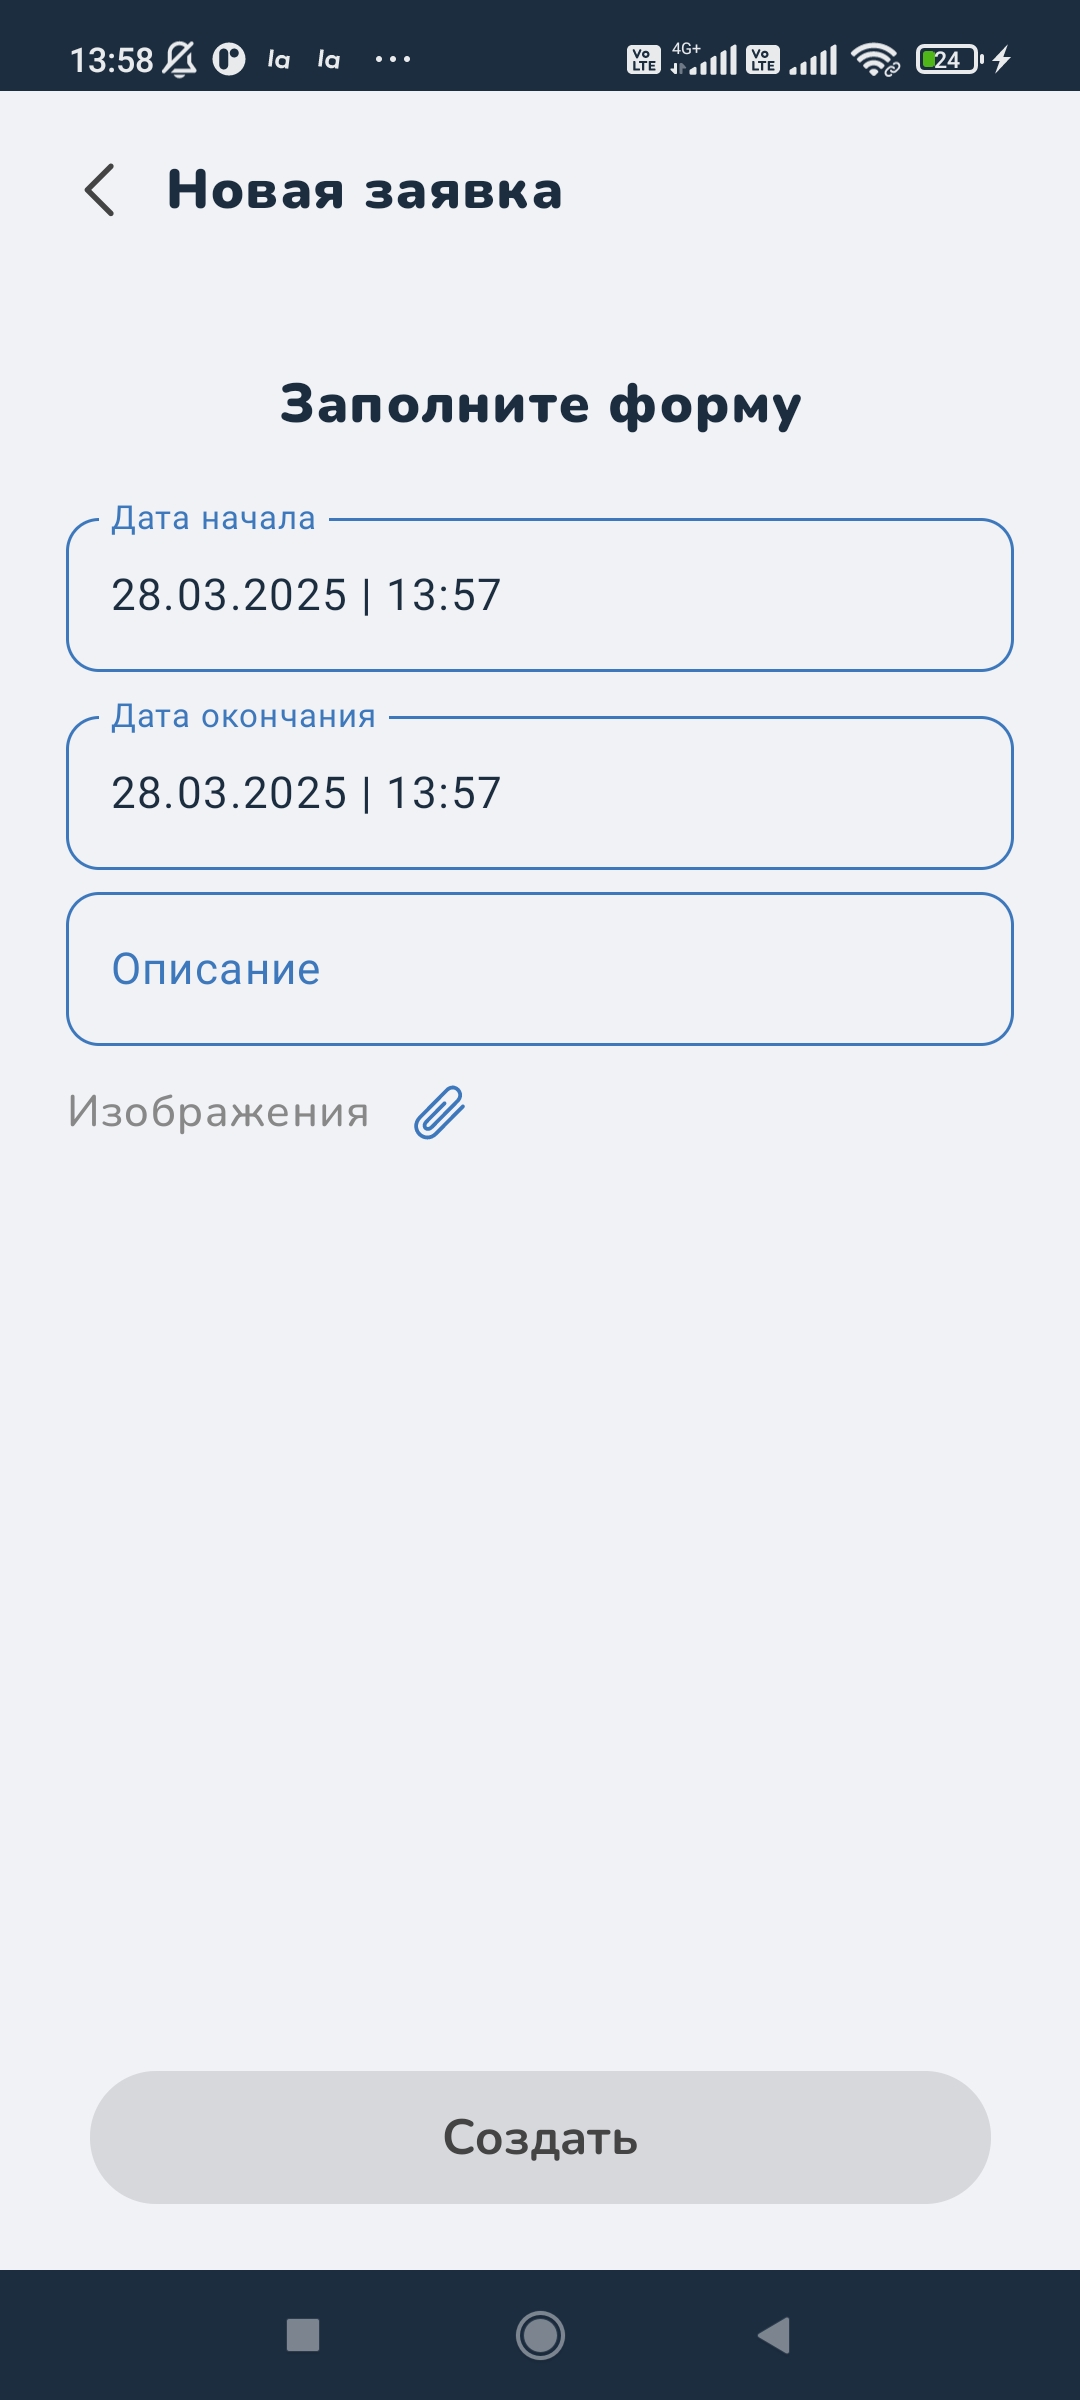 13:58 la la ... Vo LTE 4G+ Vo LTE 24
Новая заявка
Заполните форму
Дата начала
28.03.2025 | 13:57
Дата окончания
28.03.2025 | 13:57
Описание
Изображения
Создать